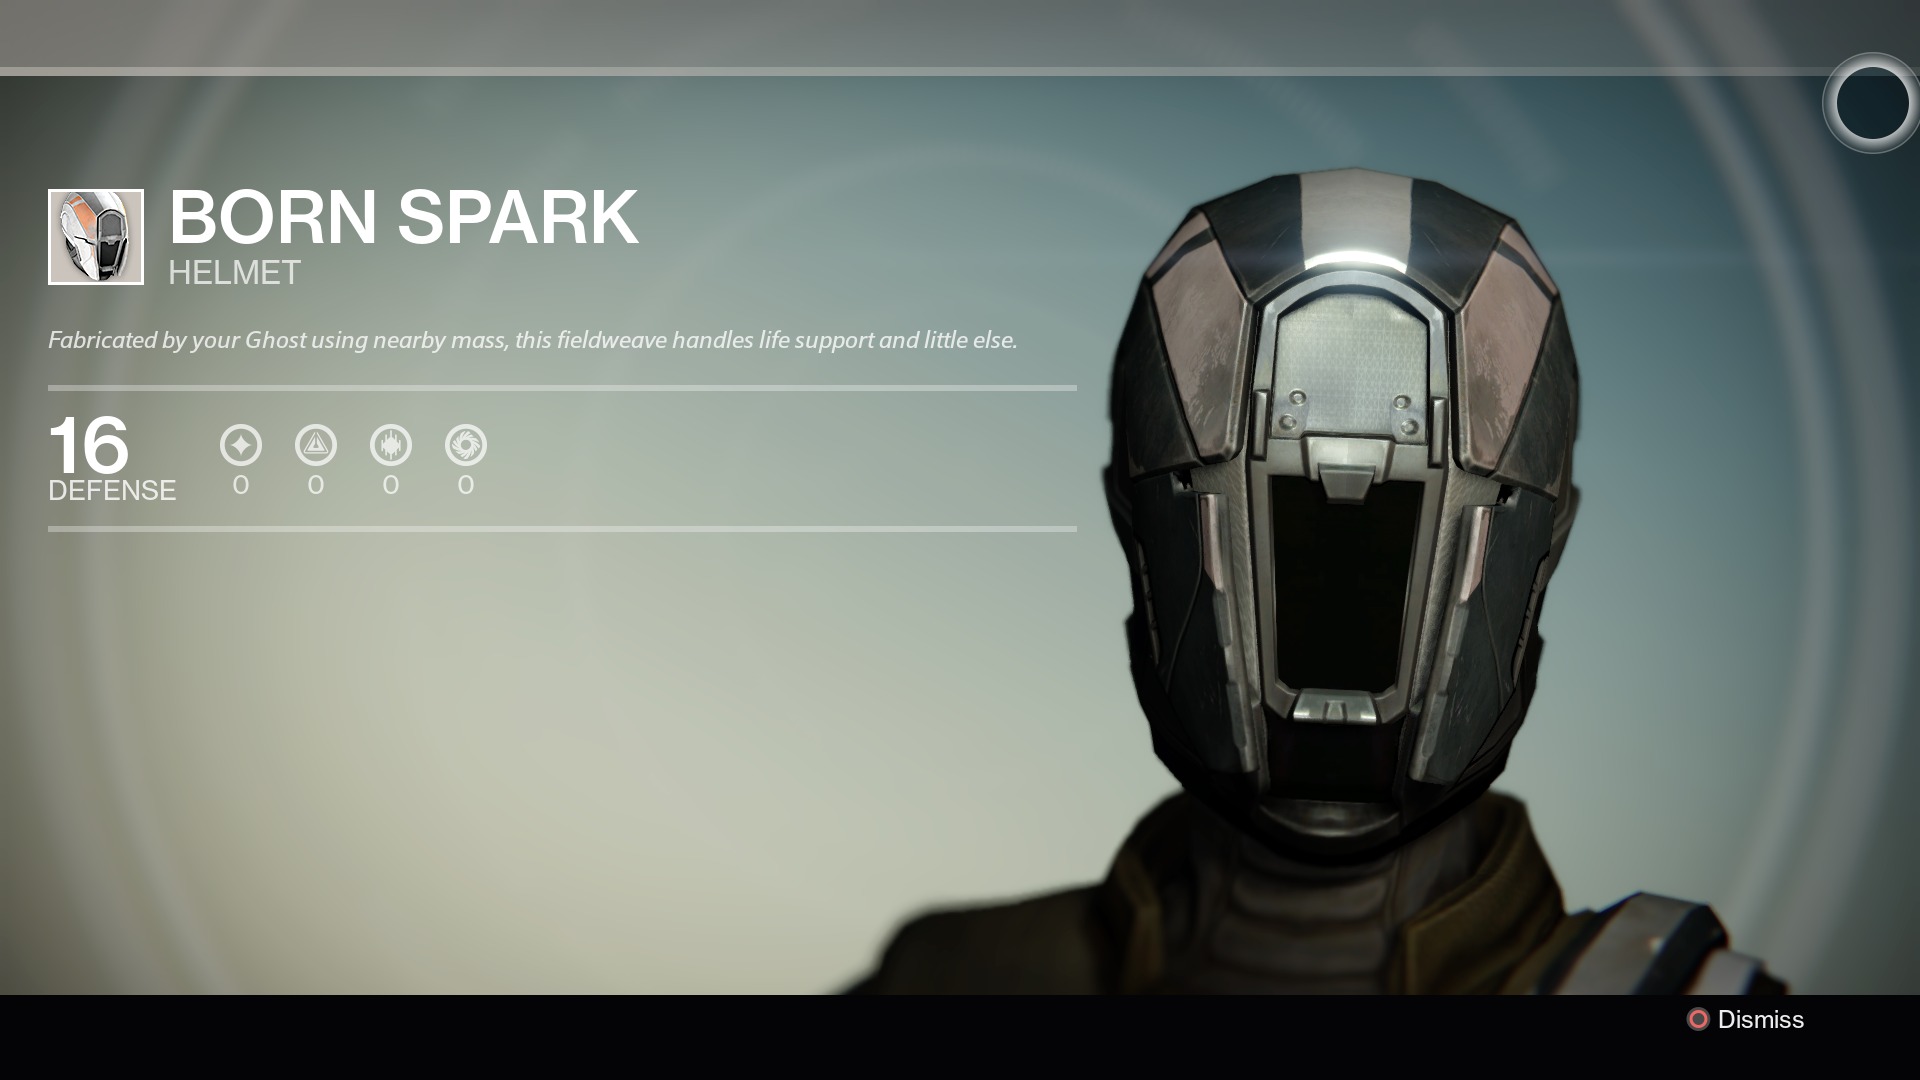 BORN SPARK
HELMET
Fabricated by your Ghost using nearby mass, this fieldweave handles life support and little else.
16
DEFENSE
0 0 0 0
Dismiss